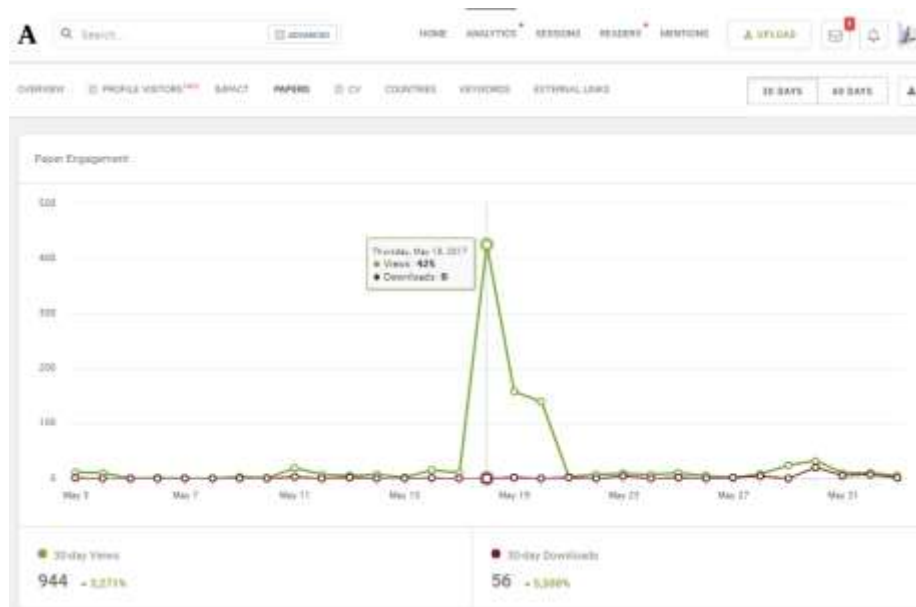 A Search... ADVANCED HOME ANALYTICS SESSIONS READERS MENTIONS UPLOAD
OVERVIEW PROFILE VISITORS IMPACT PAPERS CV COUNTRIES KEYWORDS EXTERNAL LINKS 30 DAYS 60 DAYS
Paper Engagement
500
400
Thursday, May 18, 2017
Views: 425
Downloads: 0
300
200
100
0
May 3 May 7 May 11 May 15 May 19 May 23 May 27 May 31
30-day Views 30-day Downloads
944 56